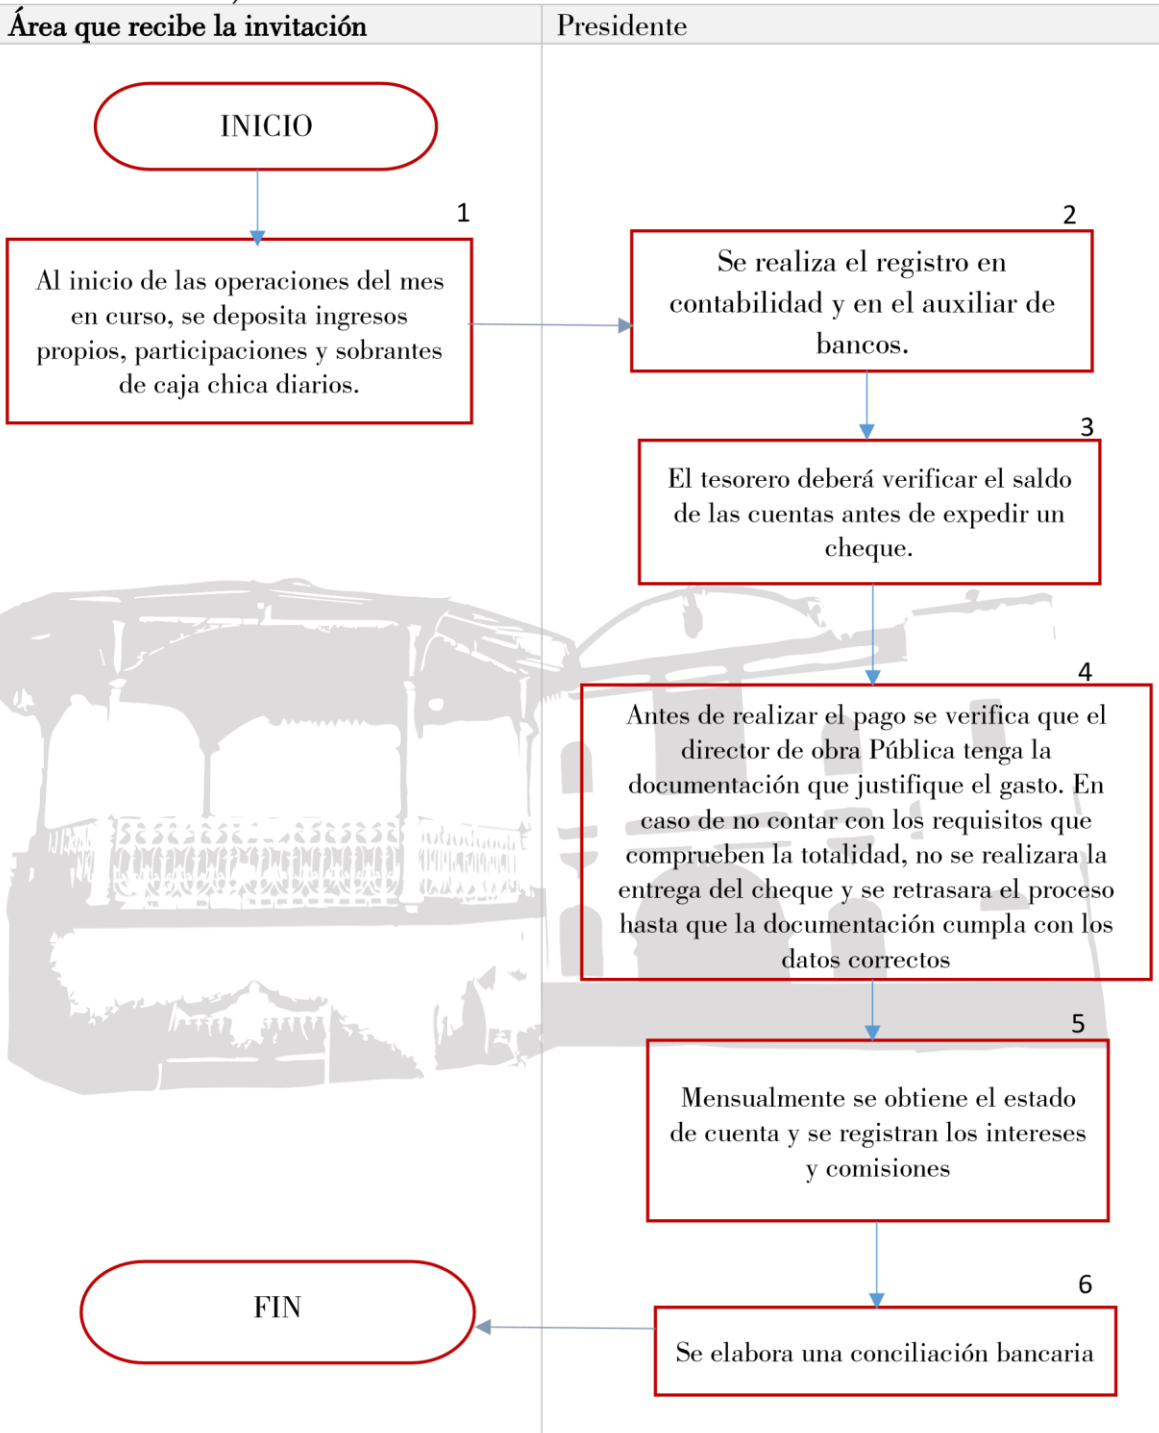 Área que recibe la invitación
Presidente
INICIO
1
Al inicio de las operaciones del mes
en curso, se deposita ingresos
propios, participaciones y sobrantes
de caja chica diarios.
2
Se realiza el registro en
contabilidad y en el auxiliar de
bancos.
3
El tesorero deberá verificar el saldo
de las cuentas antes de expedir un
cheque.
4
Antes de realizar el pago se verifica que el
director de obra Pública tenga la
documentación que justifique el gasto. En
caso de no contar con los requisitos que
comprueben la totalidad, no se realizara la
entrega del cheque y se retrasara el proceso
hasta que la documentación cumpla con los
datos correctos
5
Mensualmente se obtiene el estado
de cuenta y se registran los intereses
y comisiones
6
Se elabora una conciliación bancaria
FIN